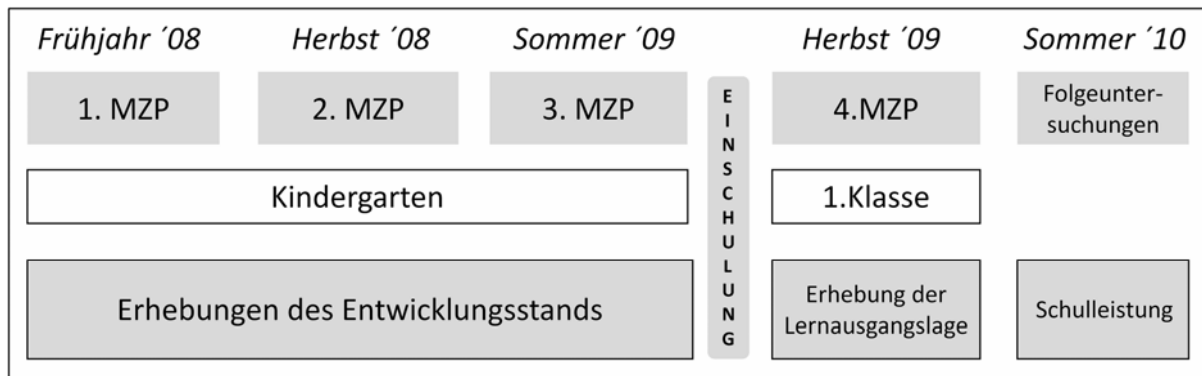 Frühjahr ´08 Herbst ´08 Sommer ´09 Herbst ´09 Sommer ´10
1. MZP 2. MZP 3. MZP 4.MZP Folgeunter-
suchungen
EINSCHULUNG
Kindergarten 1.Klasse
Erhebungen des Entwicklungsstands
Erhebung der
Lernausgangslage
Schulleistung